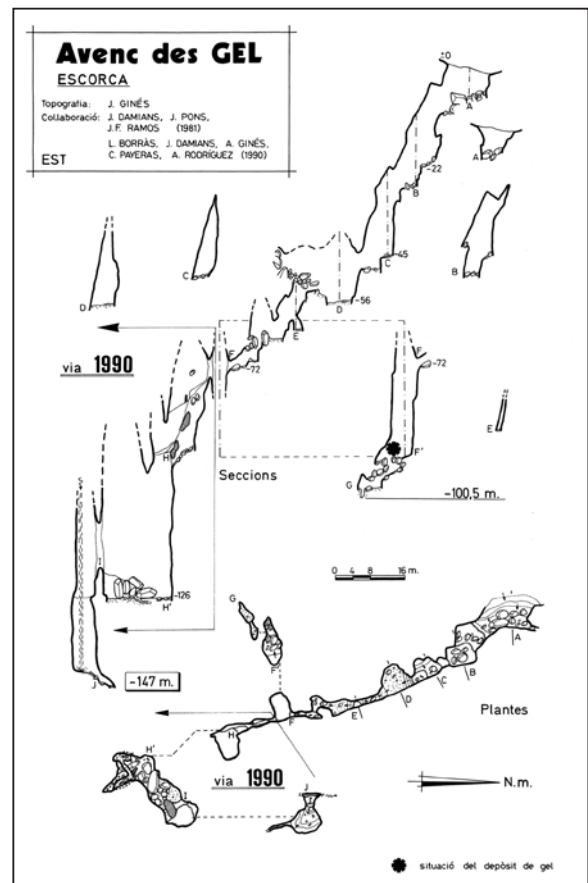 Avenc des GEL
ESCORCA
Topografia: J. GINÉS
Col.laboració: J. DAMIANS, J. PONS,
J.F. RAMOS (1981)
L. BORRÀS, J. DAMIANS, A. GINÉS,
C. PAYERAS, A. RODRÍGUEZ (1990)
EST
±0
A
A
-22
B
B
C
-45
C
D
-56
D
E
via 1990
F
-72
F
-72
E
H
F'
G
Seccions
-100,5 m.
I
-126
H'
0 4 8 16 m.
J
-147 m.
G
F'
A
B
C
D
E
F
H
Plantes
H'
I
via 1990
J
N.m.
situació del depòsit de gel